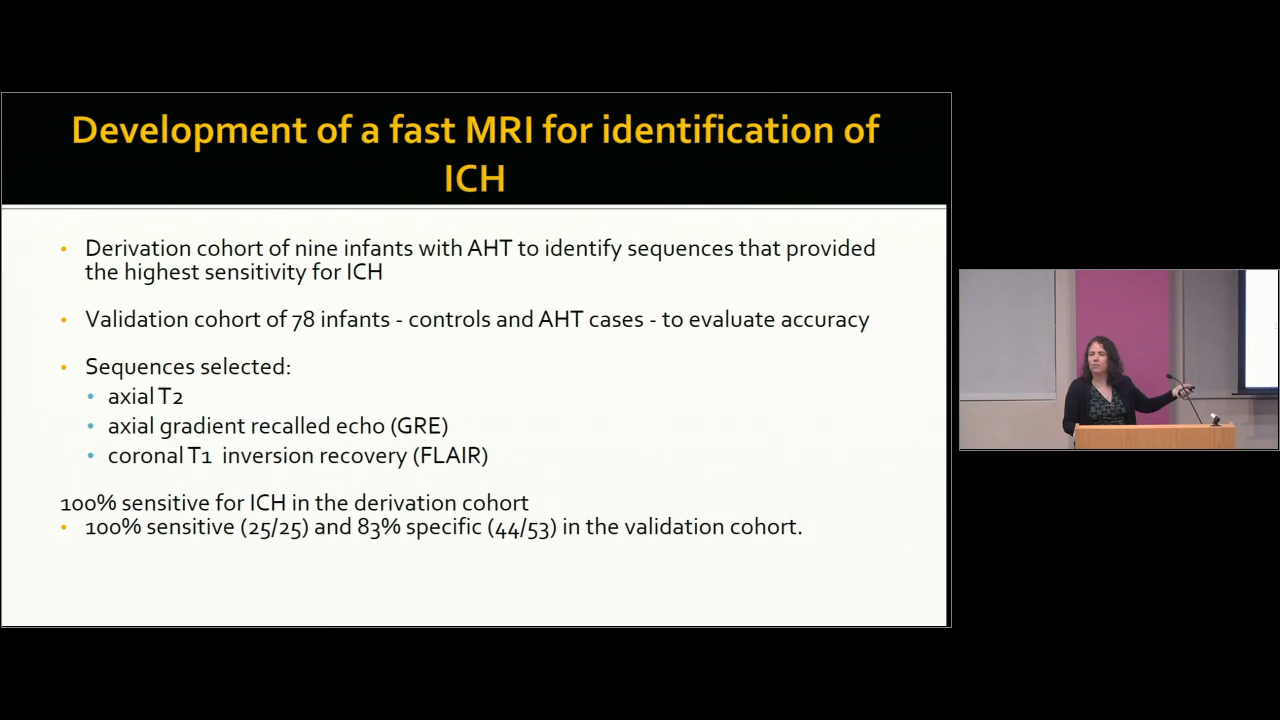 Development of a fast MRI for identification of
ICH
• Derivation cohort of nine infants with AHT to identify sequences that provided
the highest sensitivity for ICH
• Validation cohort of 78 infants - controls and AHT cases - to evaluate accuracy
• Sequences selected:
• axial T2
• axial gradient recalled echo (GRE)
• coronal T1 inversion recovery (FLAIR)
100% sensitive for ICH in the derivation cohort
• 100% sensitive (25/25) and 83% specific (44/53) in the validation cohort.